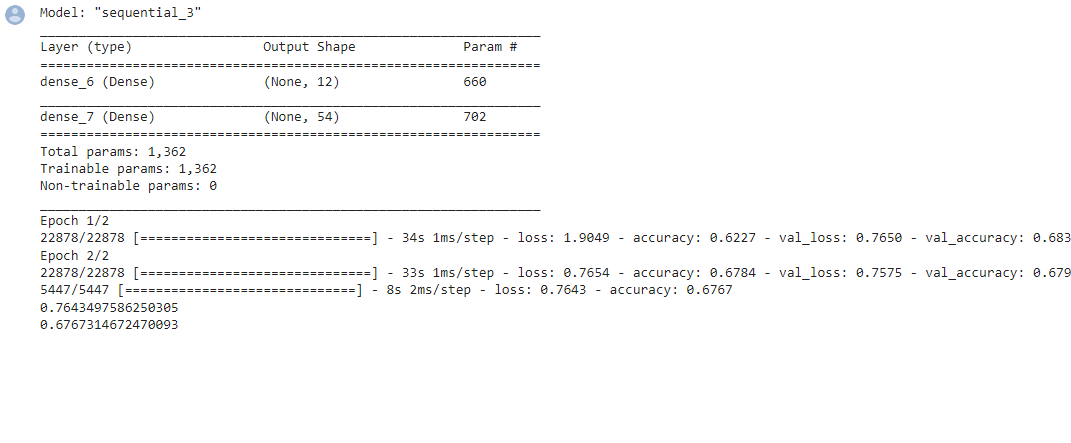 Model: "sequential_3"
_________________________________________________________________
Layer (type)                 Output Shape              Param #
=================================================================
dense_6 (Dense)              (None, 12)                660
_________________________________________________________________
dense_7 (Dense)              (None, 54)                702
=================================================================
Total params: 1,362
Trainable params: 1,362
Non-trainable params: 0
_________________________________________________________________
Epoch 1/2
22878/22878 [==============================] - 34s 1ms/step - loss: 1.9049 - accuracy: 0.6227 - val_loss: 0.7650 - val_accuracy: 0.683
Epoch 2/2
22878/22878 [==============================] - 33s 1ms/step - loss: 0.7654 - accuracy: 0.6784 - val_loss: 0.7575 - val_accuracy: 0.679
5447/5447 [==============================] - 8s 2ms/step - loss: 0.7643 - accuracy: 0.6767
0.7643497586250305
0.6767314672470093